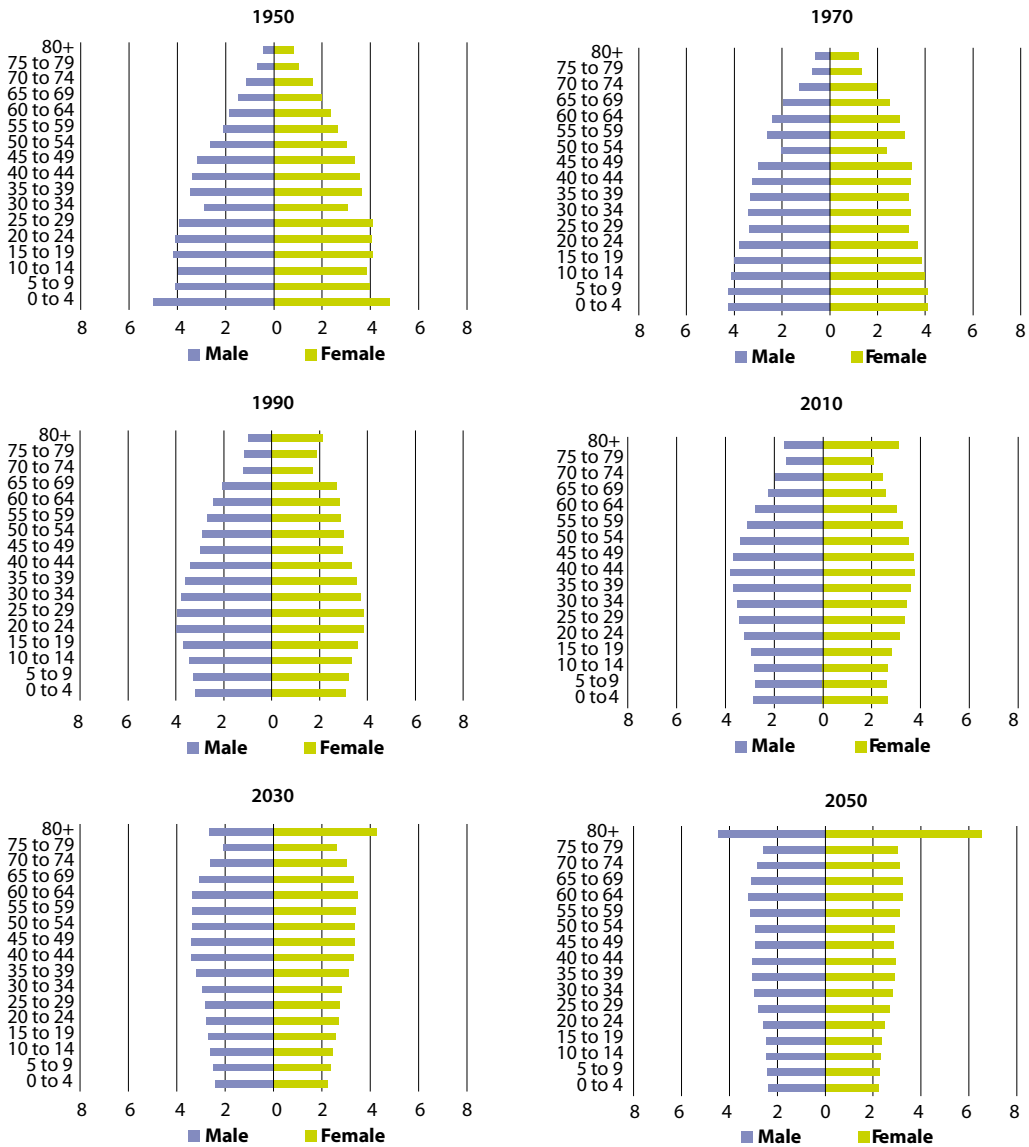 1950
80+
75 to 79
70 to 74
65 to 69
60 to 64
55 to 59
50 to 54
45 to 49
40 to 44
35 to 39
30 to 34
25 to 29
20 to 24
15 to 19
10 to 14
5 to 9
0 to 4
8 6 4 2 0 2 4 6 8
Male Female
1970
80+
75 to 79
70 to 74
65 to 69
60 to 64
55 to 59
50 to 54
45 to 49
40 to 44
35 to 39
30 to 34
25 to 29
20 to 24
15 to 19
10 to 14
5 to 9
0 to 4
8 6 4 2 0 2 4 6 8
Male Female
1990
80+
75 to 79
70 to 74
65 to 69
60 to 64
55 to 59
50 to 54
45 to 49
40 to 44
35 to 39
30 to 34
25 to 29
20 to 24
15 to 19
10 to 14
5 to 9
0 to 4
8 6 4 2 0 2 4 6 8
Male Female
2010
80+
75 to 79
70 to 74
65 to 69
60 to 64
55 to 59
50 to 54
45 to 49
40 to 44
35 to 39
30 to 34
25 to 29
20 to 24
15 to 19
10 to 14
5 to 9
0 to 4
8 6 4 2 0 2 4 6 8
Male Female
2030
80+
75 to 79
70 to 74
65 to 69
60 to 64
55 to 59
50 to 54
45 to 49
40 to 44
35 to 39
30 to 34
25 to 29
20 to 24
15 to 19
10 to 14
5 to 9
0 to 4
8 6 4 2 0 2 4 6 8
Male Female
2050
80+
75 to 79
70 to 74
65 to 69
60 to 64
55 to 59
50 to 54
45 to 49
40 to 44
35 to 39
30 to 34
25 to 29
20 to 24
15 to 19
10 to 14
5 to 9
0 to 4
8 6 4 2 0 2 4 6 8
Male Female